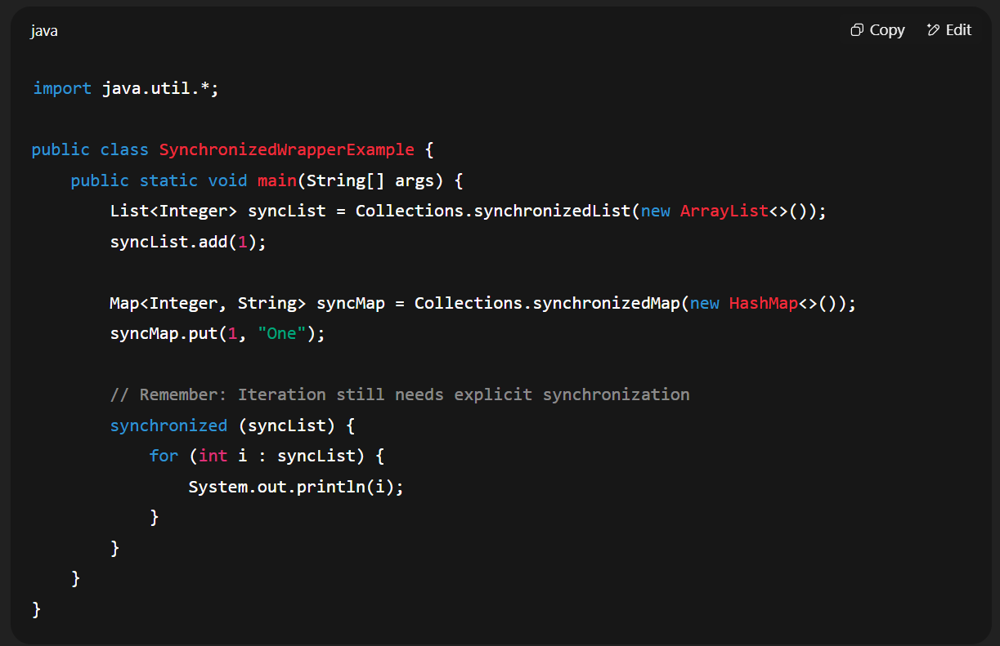 java
Copy
Edit
import java.util.*;
public class SynchronizedWrapperExample {
    public static void main(String[] args) {
        List<Integer> syncList = Collections.synchronizedList(new ArrayList<>());
        syncList.add(1);
        Map<Integer, String> syncMap = Collections.synchronizedMap(new HashMap<>());
        syncMap.put(1, "One");
        // Remember: Iteration still needs explicit synchronization
        synchronized (syncList) {
            for (int i : syncList) {
                System.out.println(i);
            }
        }
    }
}